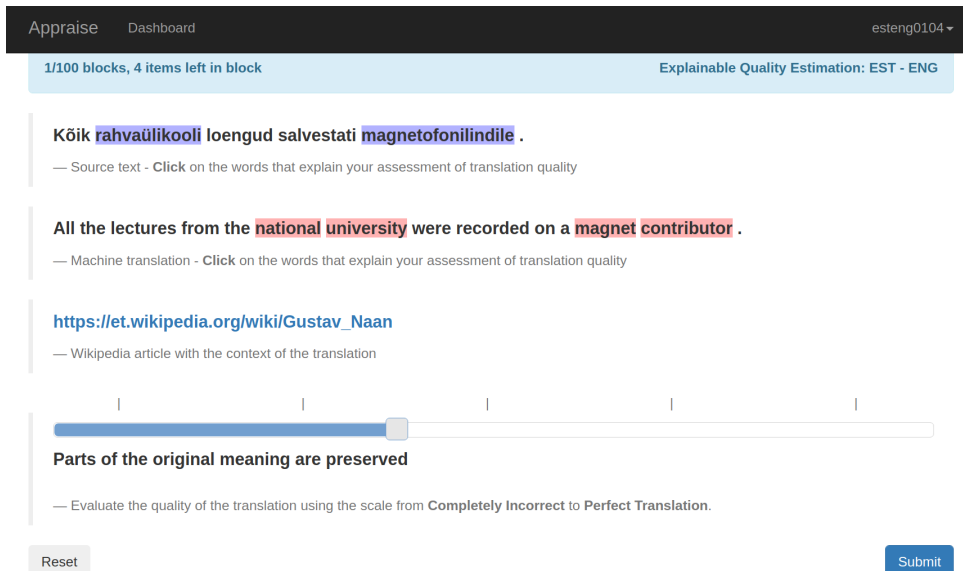 Appraise Dashboard esteng0104
1/100 blocks, 4 items left in block Explainable Quality Estimation: EST - ENG
Kõik rahvaülikooli loengud salvestati magnetofonilindile .
— Source text - Click on the words that explain your assessment of translation quality
All the lectures from the national university were recorded on a magnet contributor .
— Machine translation - Click on the words that explain your assessment of translation quality
https://et.wikipedia.org/wiki/Gustav_Naan
— Wikipedia article with the context of the translation
Parts of the original meaning are preserved
— Evaluate the quality of the translation using the scale from Completely Incorrect to Perfect Translation.
Reset Submit